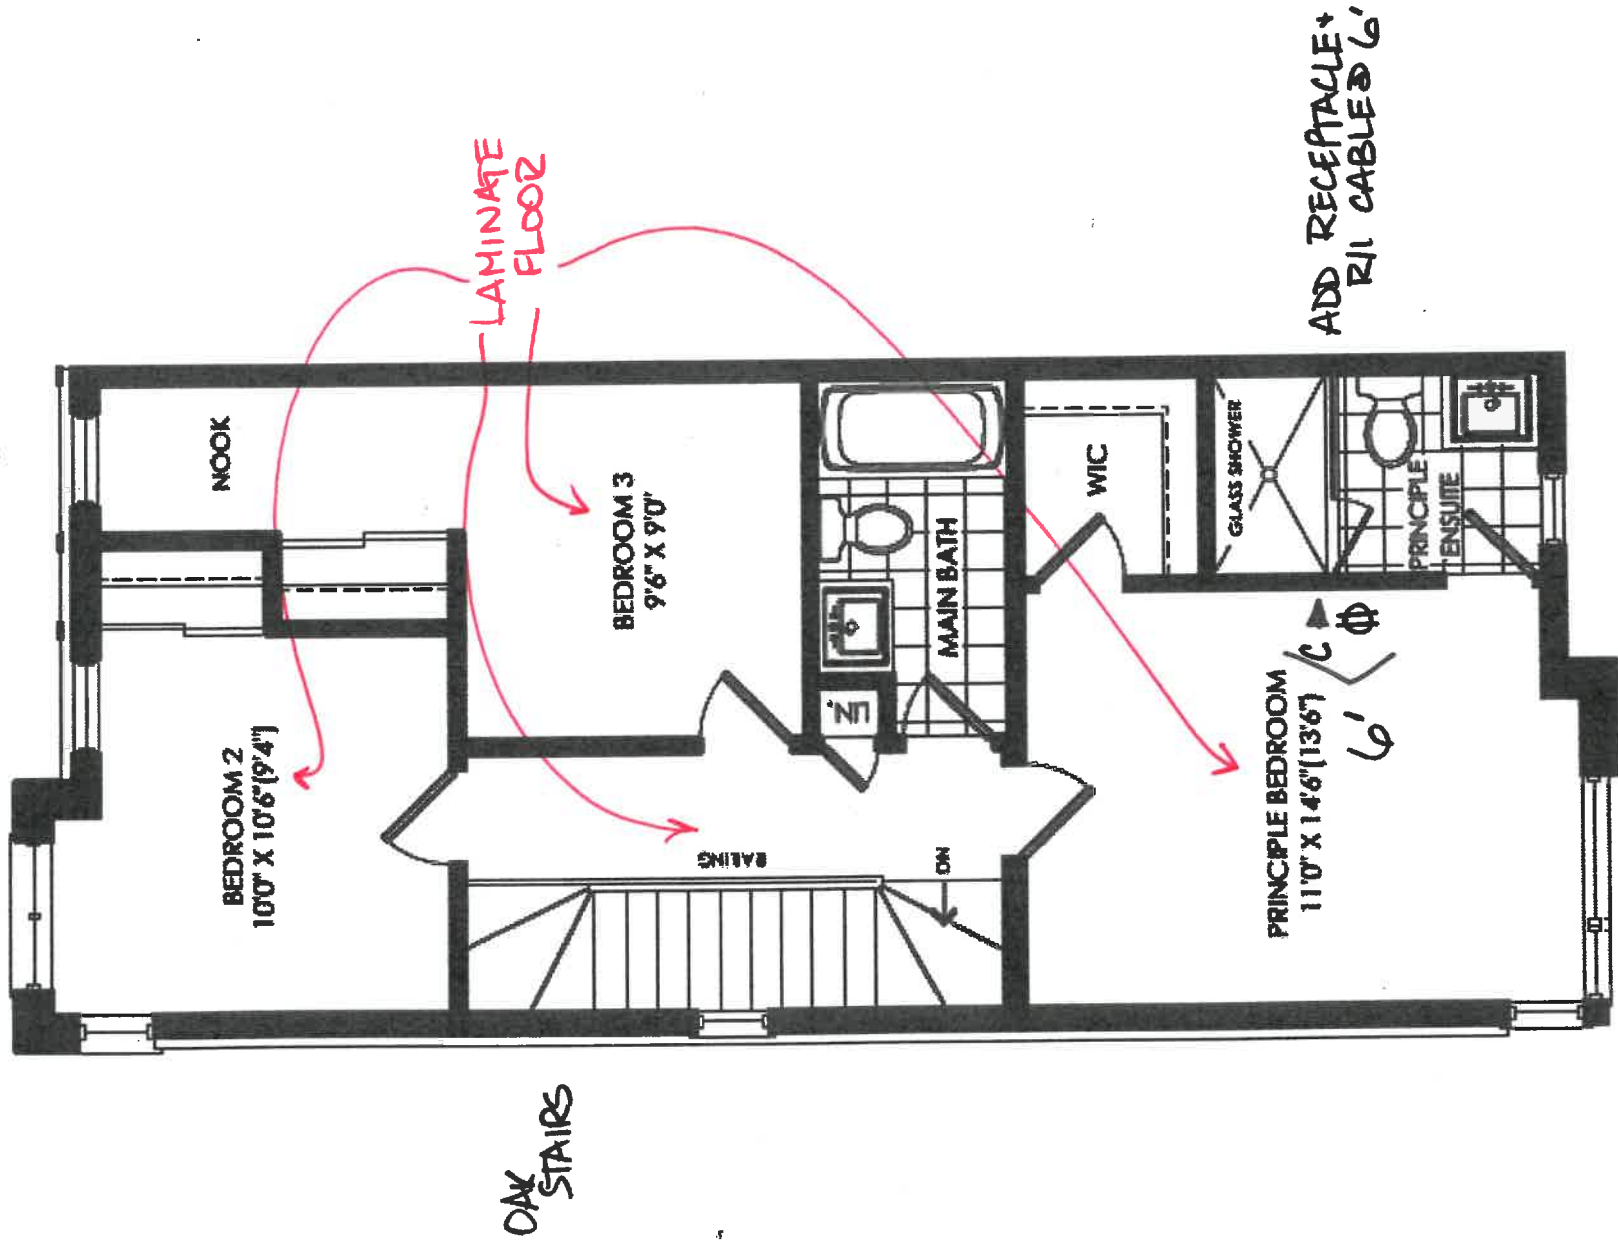 NOOK
BEDROOM 2
10'0" X 10'6"(9'4")
LAMINATE
FLOOR
BEDROOM 3
9'6" X 9'0"
OAK
STAIRS
RAILING
LIN.
MAIN BATH
DN
WIC
GLASS SHOWER
PRINCIPLE
ENSUITE
PRINCIPLE BEDROOM
11'0" X 14'6"(13'6")
C
6'
ADD RECEPTACLE +
R/I CABLE @ 6'